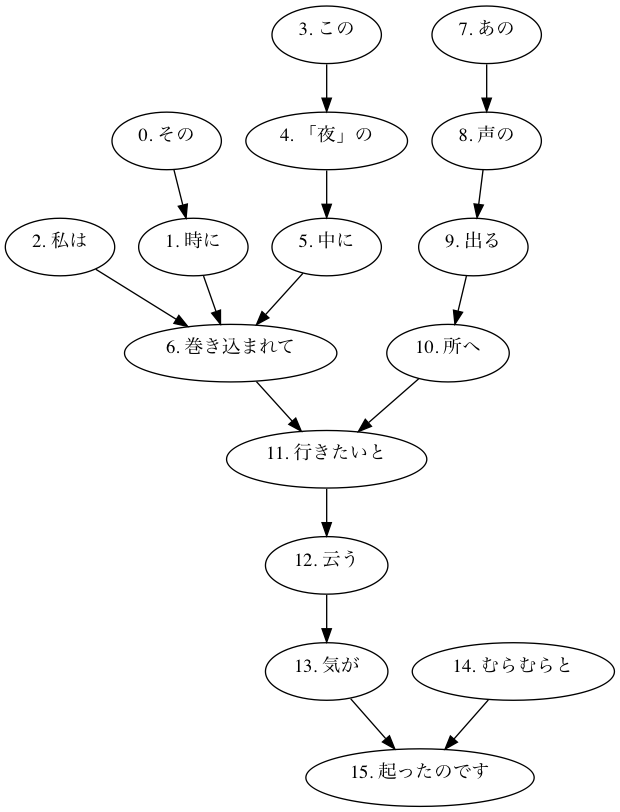 3. この
7. あの
0. その
4. 「夜」の
8. 声の
2. 私は
1. 時に
5. 中に
9. 出る
6. 巻き込まれて
10. 所へ
11. 行きたいと
12. 云う
13. 気が
14. むらむらと
15. 起ったのです